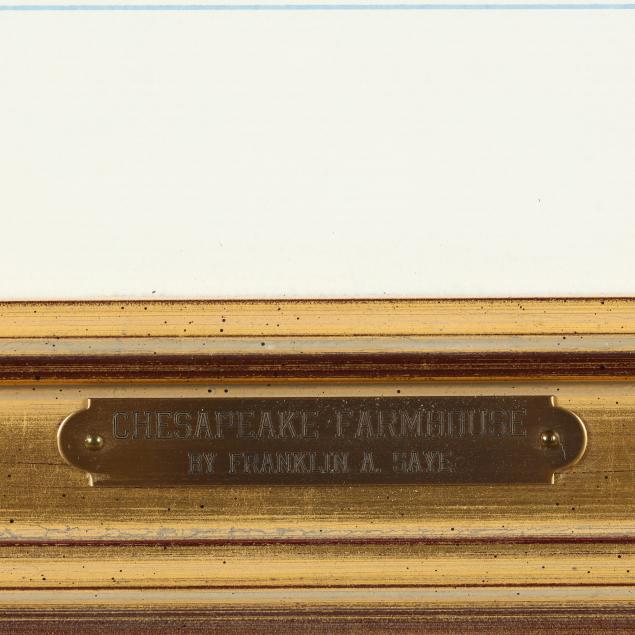 CHESAPEAKE FARMHOUSE
BY FRANKLIN A. SAYE